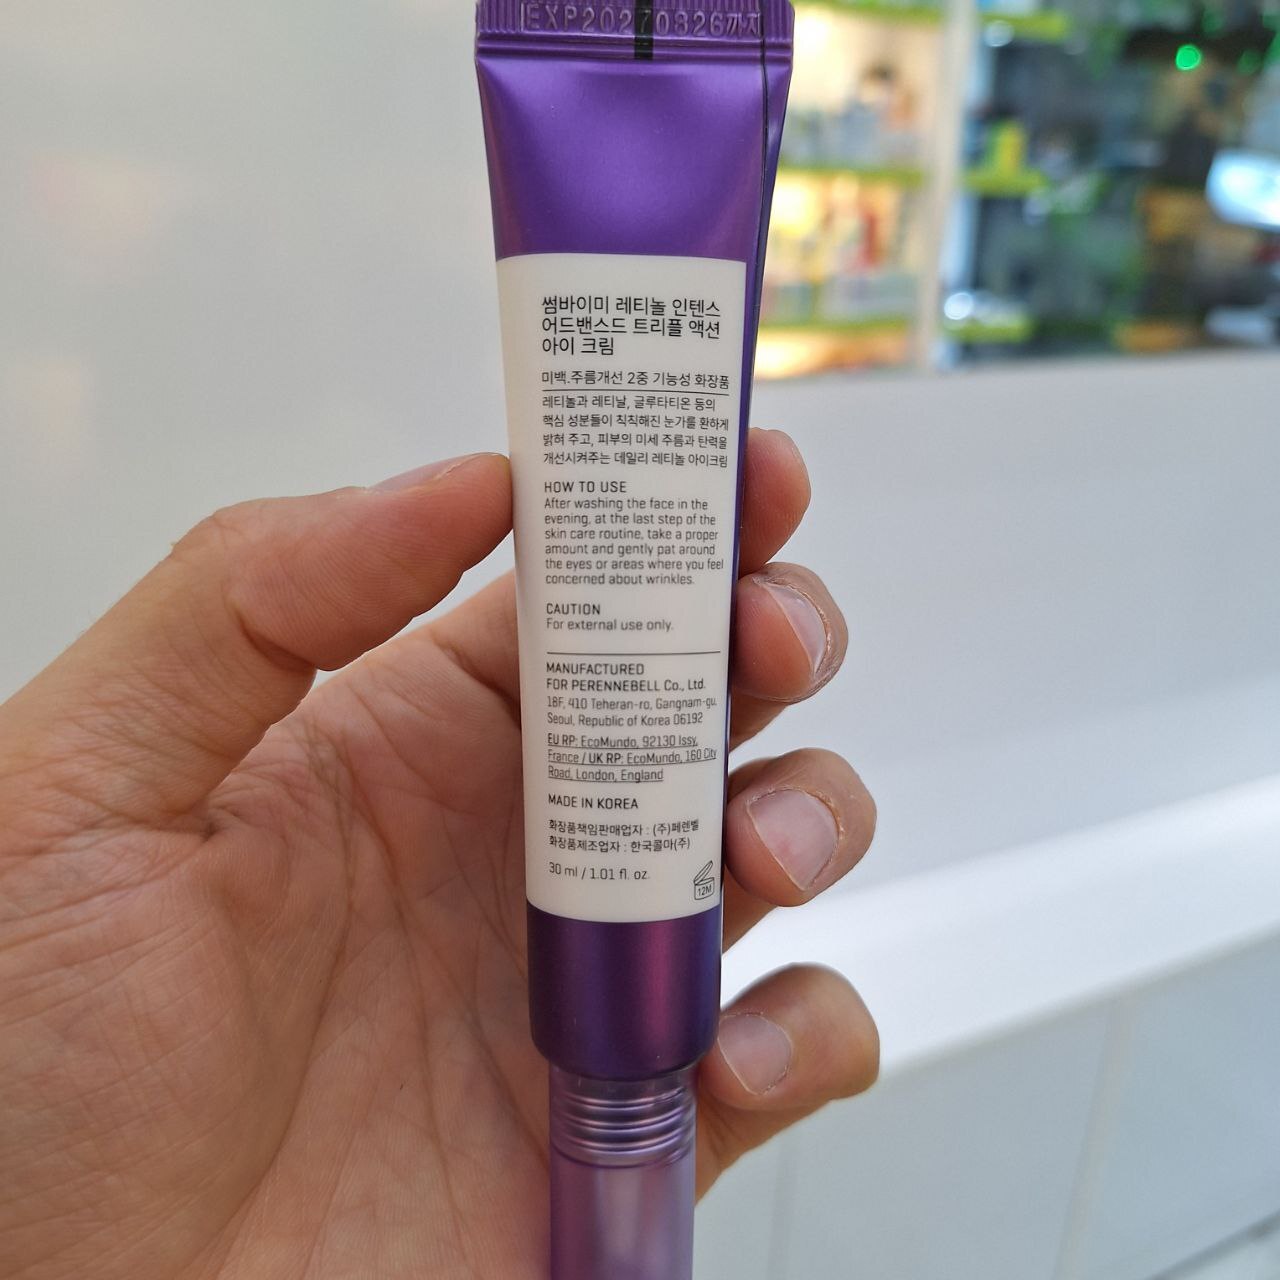 EXP20270826까지
썸바이미 레티놀 인텐스
어드밴스드 트리플 액션
아이 크림
미백.주름개선 2중 기능성 화장품
레티놀과 레티날, 글루타티온 등의
핵심 성분들이 칙칙해진 눈가를 환하게
밝혀 주고, 피부의 미세 주름과 탄력을
개선시켜주는 데일리 레티놀 아이크림
HOW TO USE
After washing the face in the
evening, at the last step of the
skin care routine, take a proper
amount and gently pat around
the eyes or areas where you feel
concerned about wrinkles.
CAUTION
For external use only.
MANUFACTURED
FOR PERENNEBELL Co., Ltd.
18F, 410 Teheran-ro, Gangnam-gu,
Seoul, Republic of Korea 06192
EU RP: EcoMundo, 92130 Issy,
France / UK RP: EcoMundo, 160 City
Road, London, England
MADE IN KOREA
화장품책임판매업자 : (주)페렌벨
화장품제조업자 : 한국콜마(주)
30 ml / 1.01 fl. oz.
12M